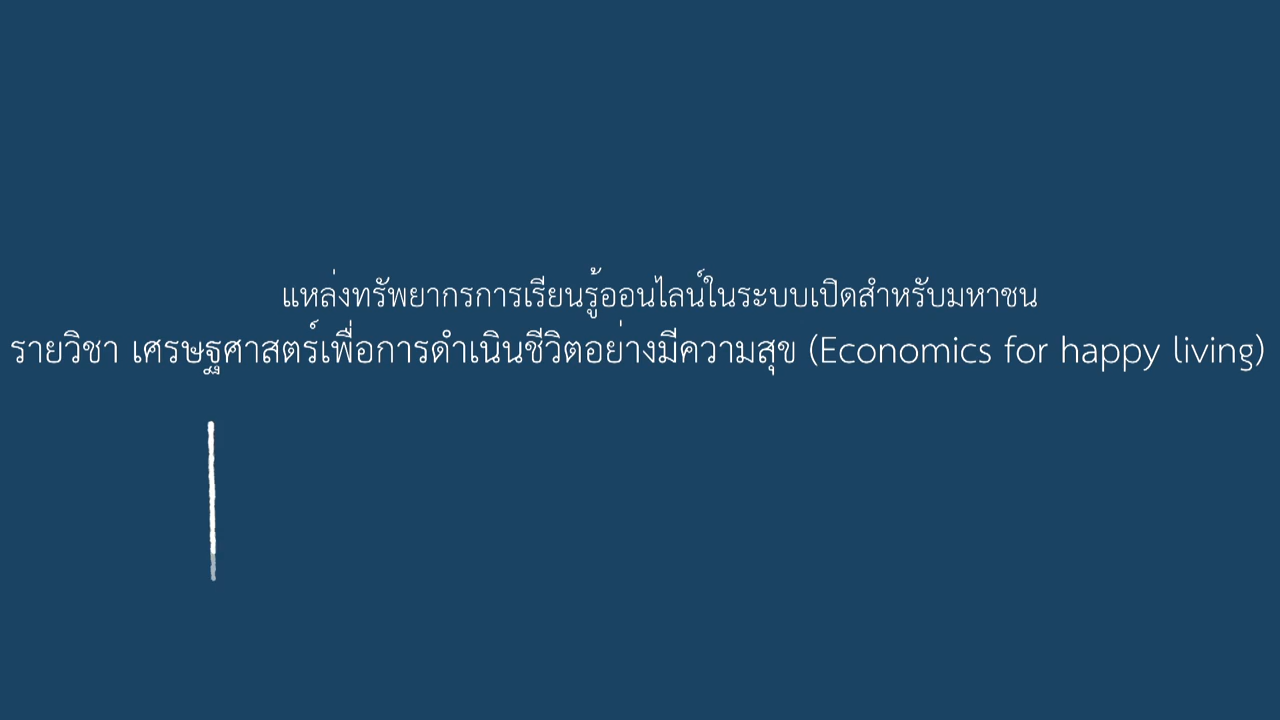 แหล่งทรัพยากรการเรียนรู้ออนไลน์ในระบบเปิดสำหรับมหาชน
รายวิชา เศรษฐศาสตร์เพื่อการดำเนินชีวิตอย่างมีความสุข (Economics for happy living)